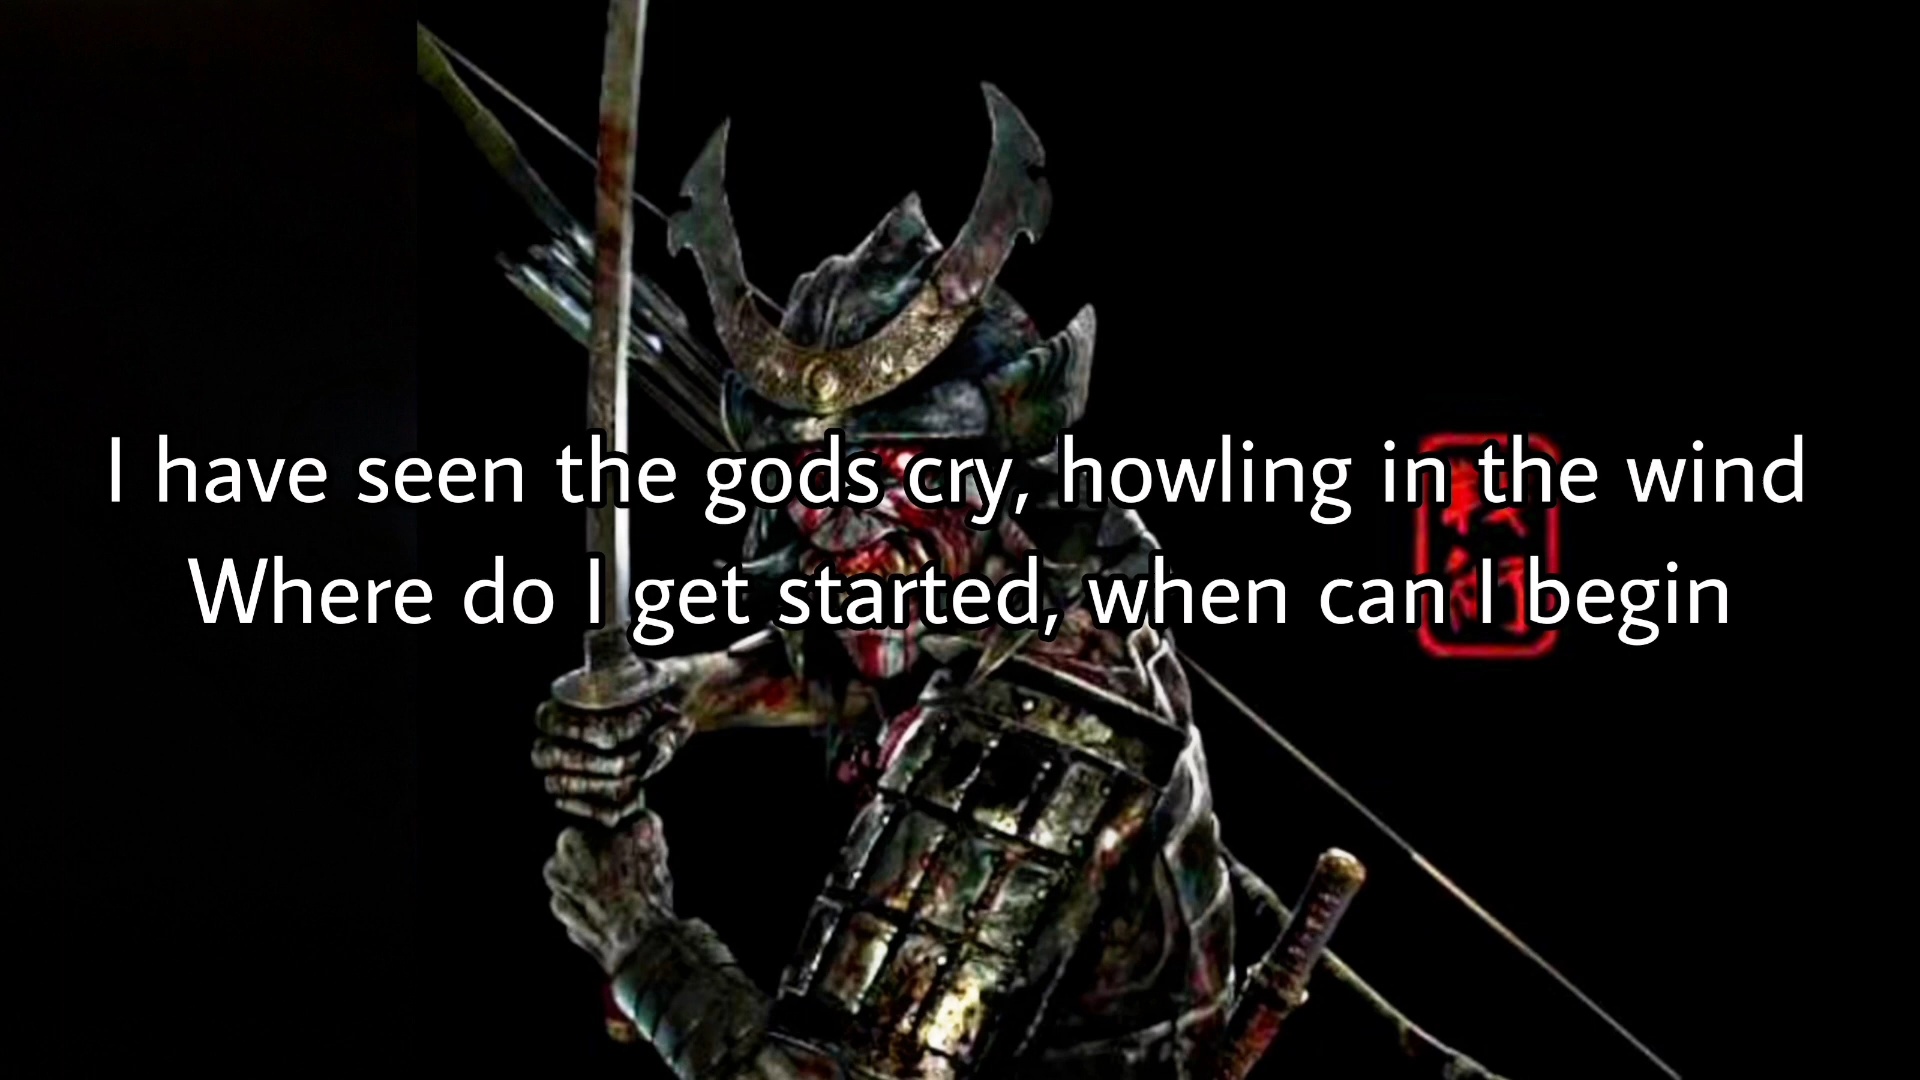 I have seen the gods cry, howling in the wind
Where do I get started, when can I begin